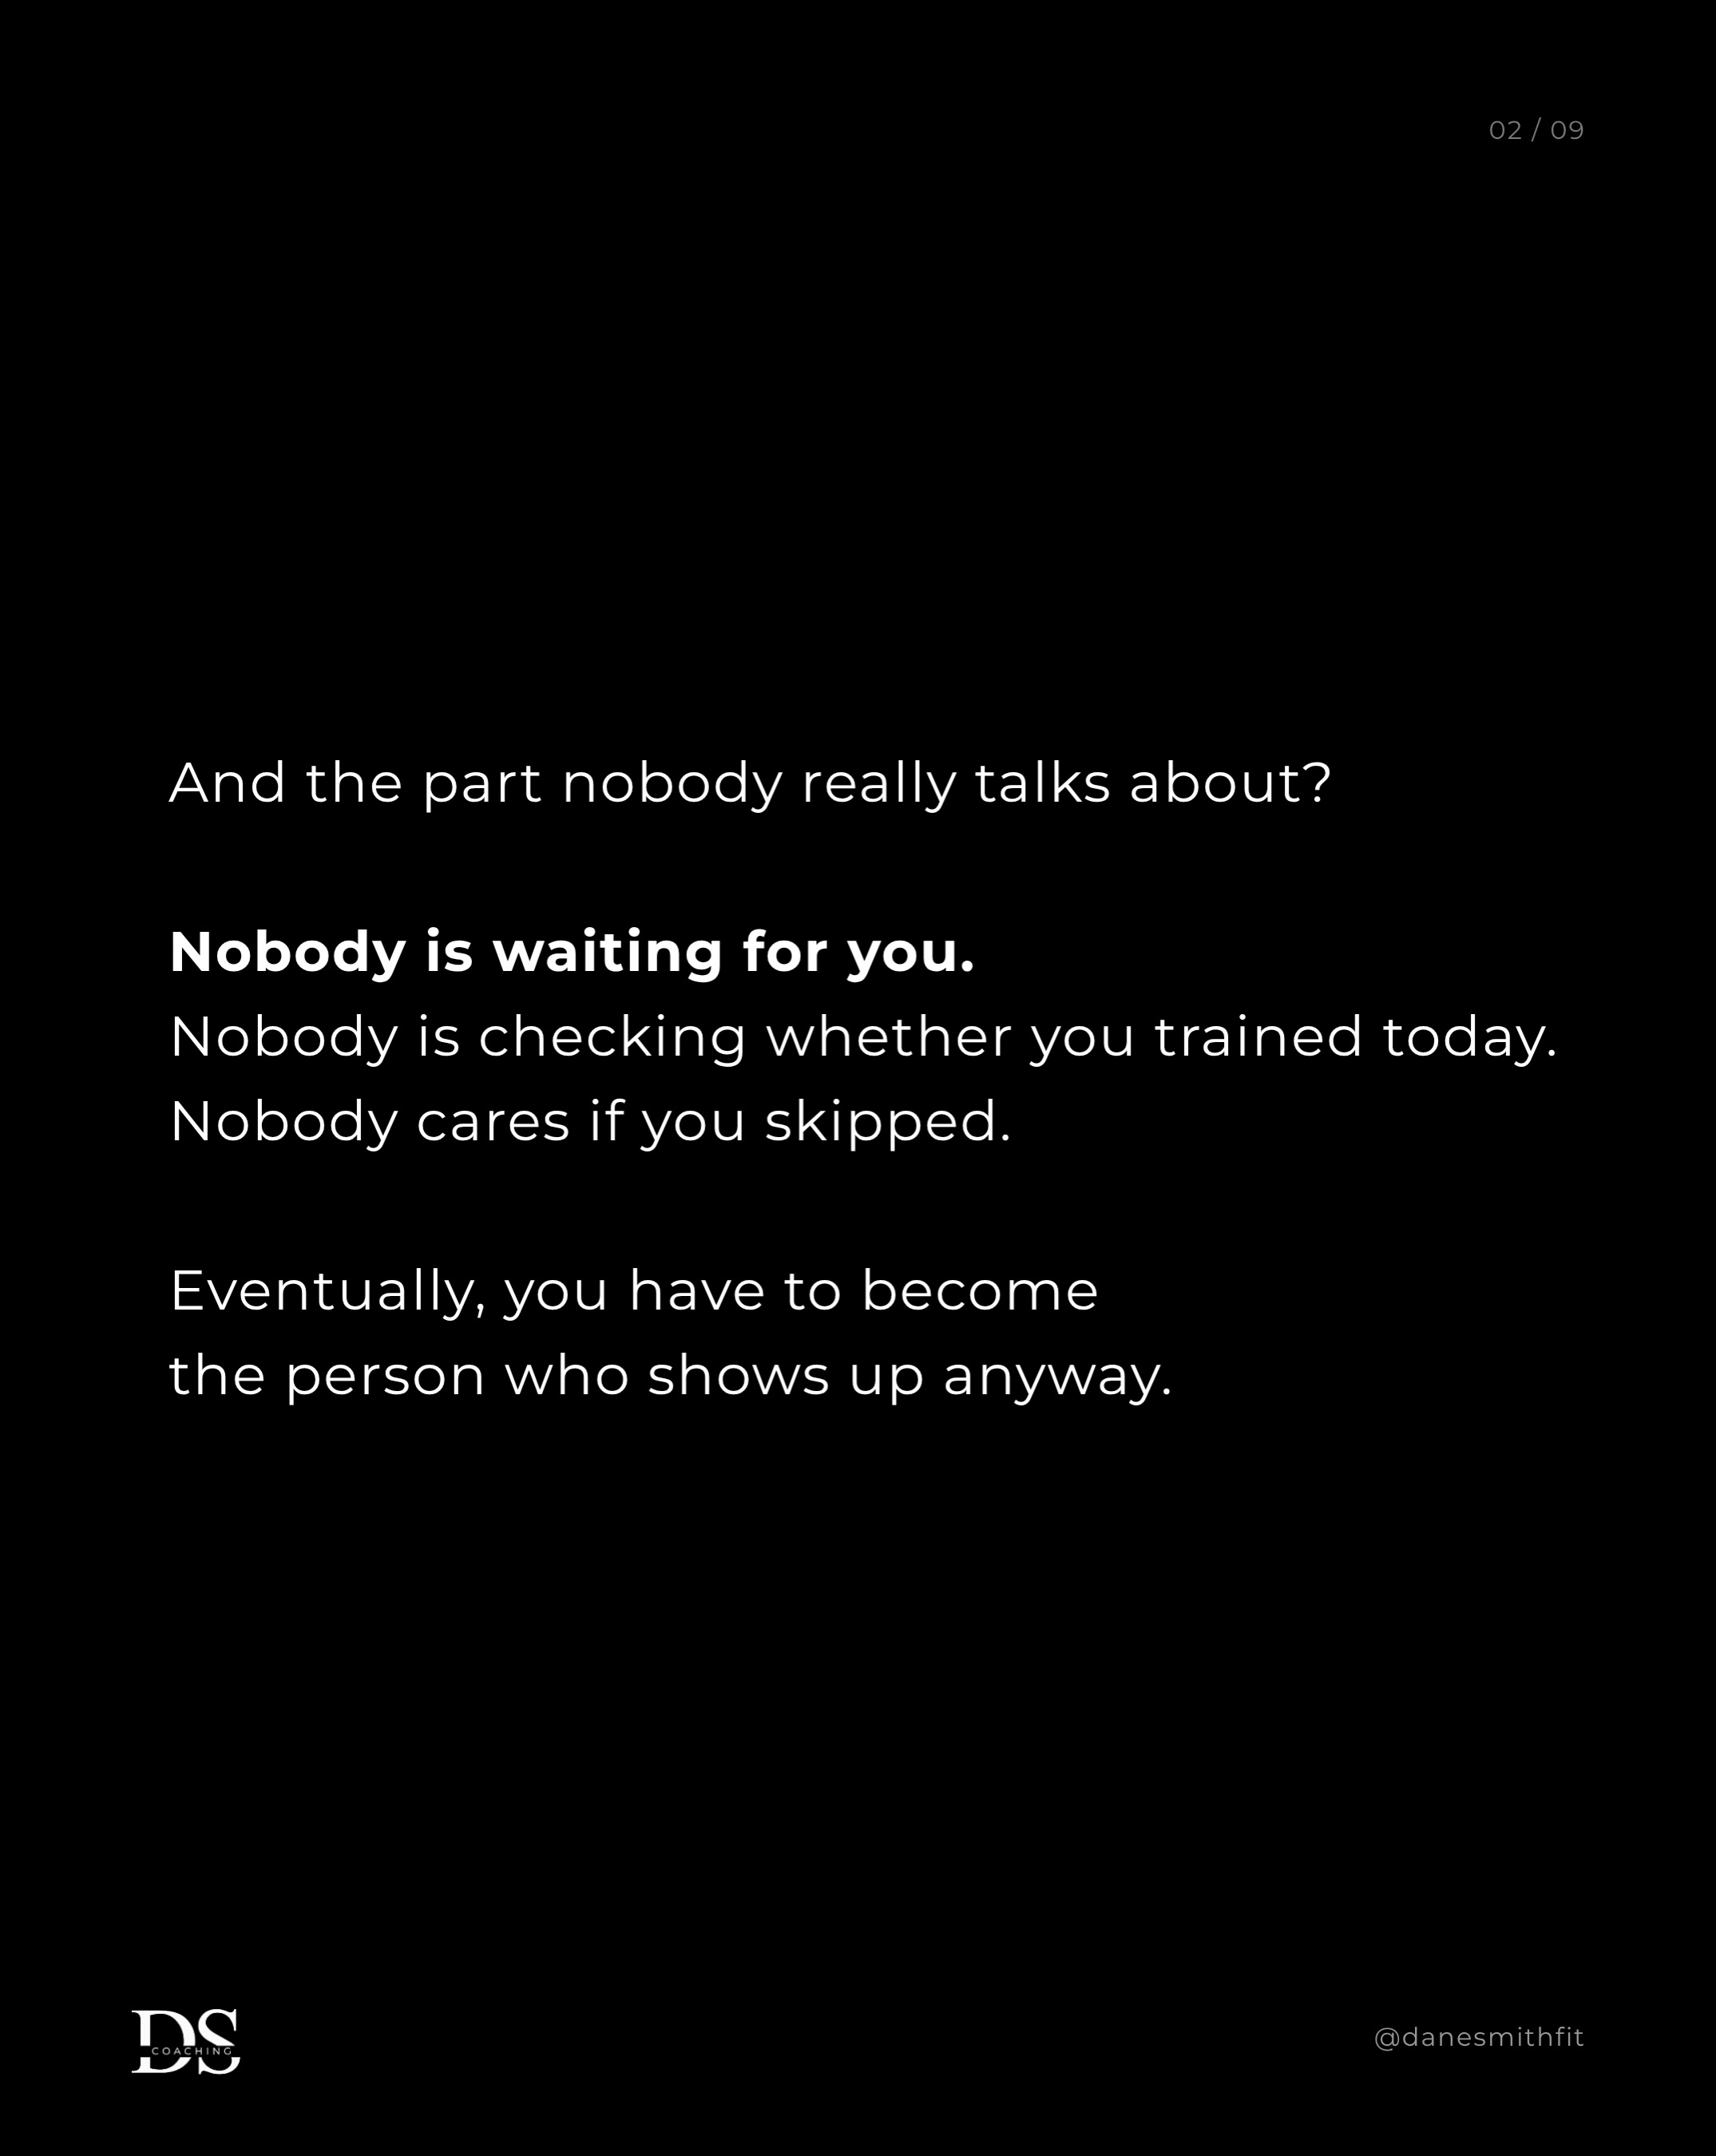 02 / 09
And the part nobody really talks about?
Nobody is waiting for you.
Nobody is checking whether you trained today.
Nobody cares if you skipped.
Eventually, you have to become
the person who shows up anyway.
DS
COACHING
@danesmithfit